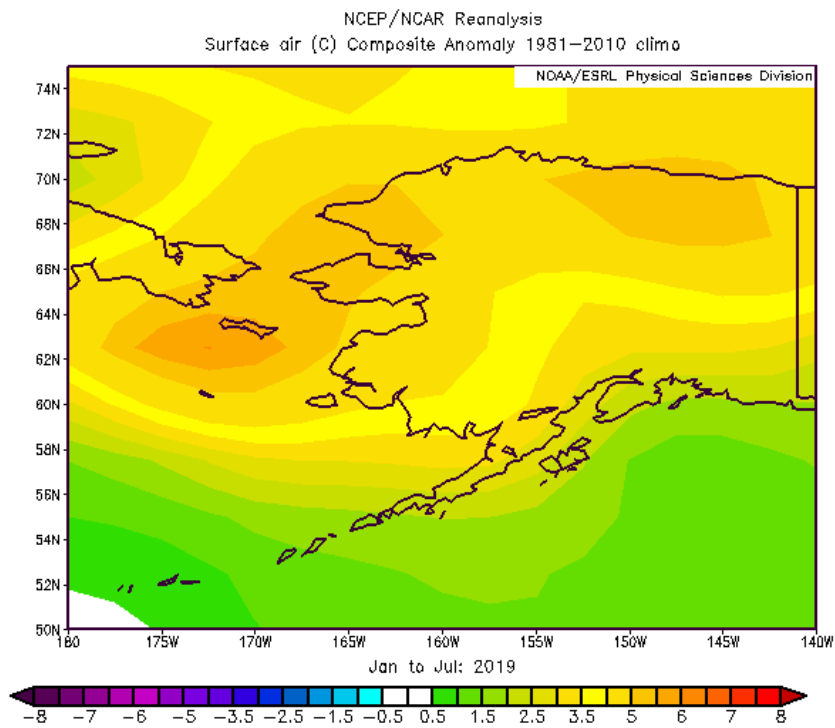 NCEP/NCAR Reanalysis
Surface air (C) Composite Anomaly 1981-2010 climo
NOAA/ESRL Physical Sciences Division
74N
72N
70N
68N
66N
64N
62N
60N
58N
56N
54N
52N
50N
180 175W 170W 165W 160W 155W 150W 145W 140W
Jan to Jul: 2019
-8 -7 -6 -5 -3.5 -2.5 -1.5 -0.5 0.5 1.5 2.5 3.5 5 6 7 8